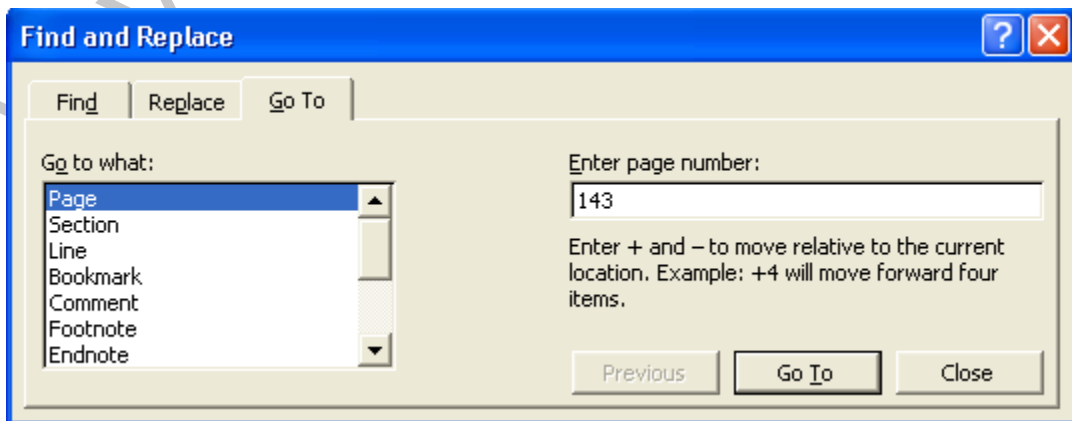 Find and Replace
Find
Replace
Go To
Go to what:
Page
Section
Line
Bookmark
Comment
Footnote
Endnote
Enter page number:
143
Enter + and – to move relative to the current
location. Example: +4 will move forward four
items.
Previous
Go To
Close